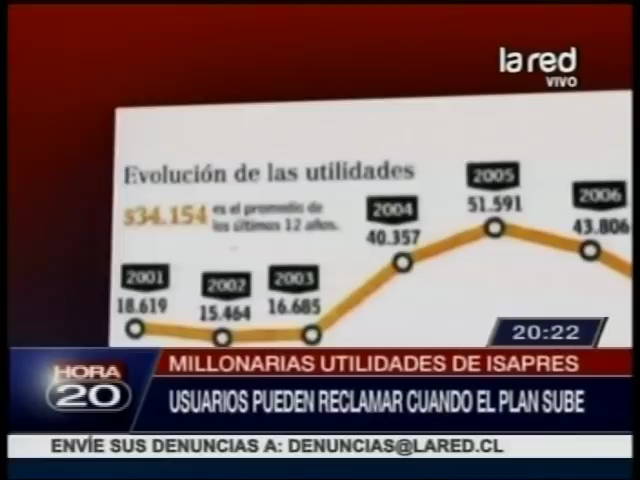 la red
VIVO
Evolución de las utilidades
$34.154 es el promedio de
los últimos 12 años.
2001
18.619
2002
15.464
2003
16.685
2004
40.357
2005
51.591
2006
43.806
20:22
HORA
20
MILLONARIAS UTILIDADES DE ISAPRES
USUARIOS PUEDEN RECLAMAR CUANDO EL PLAN SUBE
ENVÍE SUS DENUNCIAS A: DENUNCIAS@LARED.CL